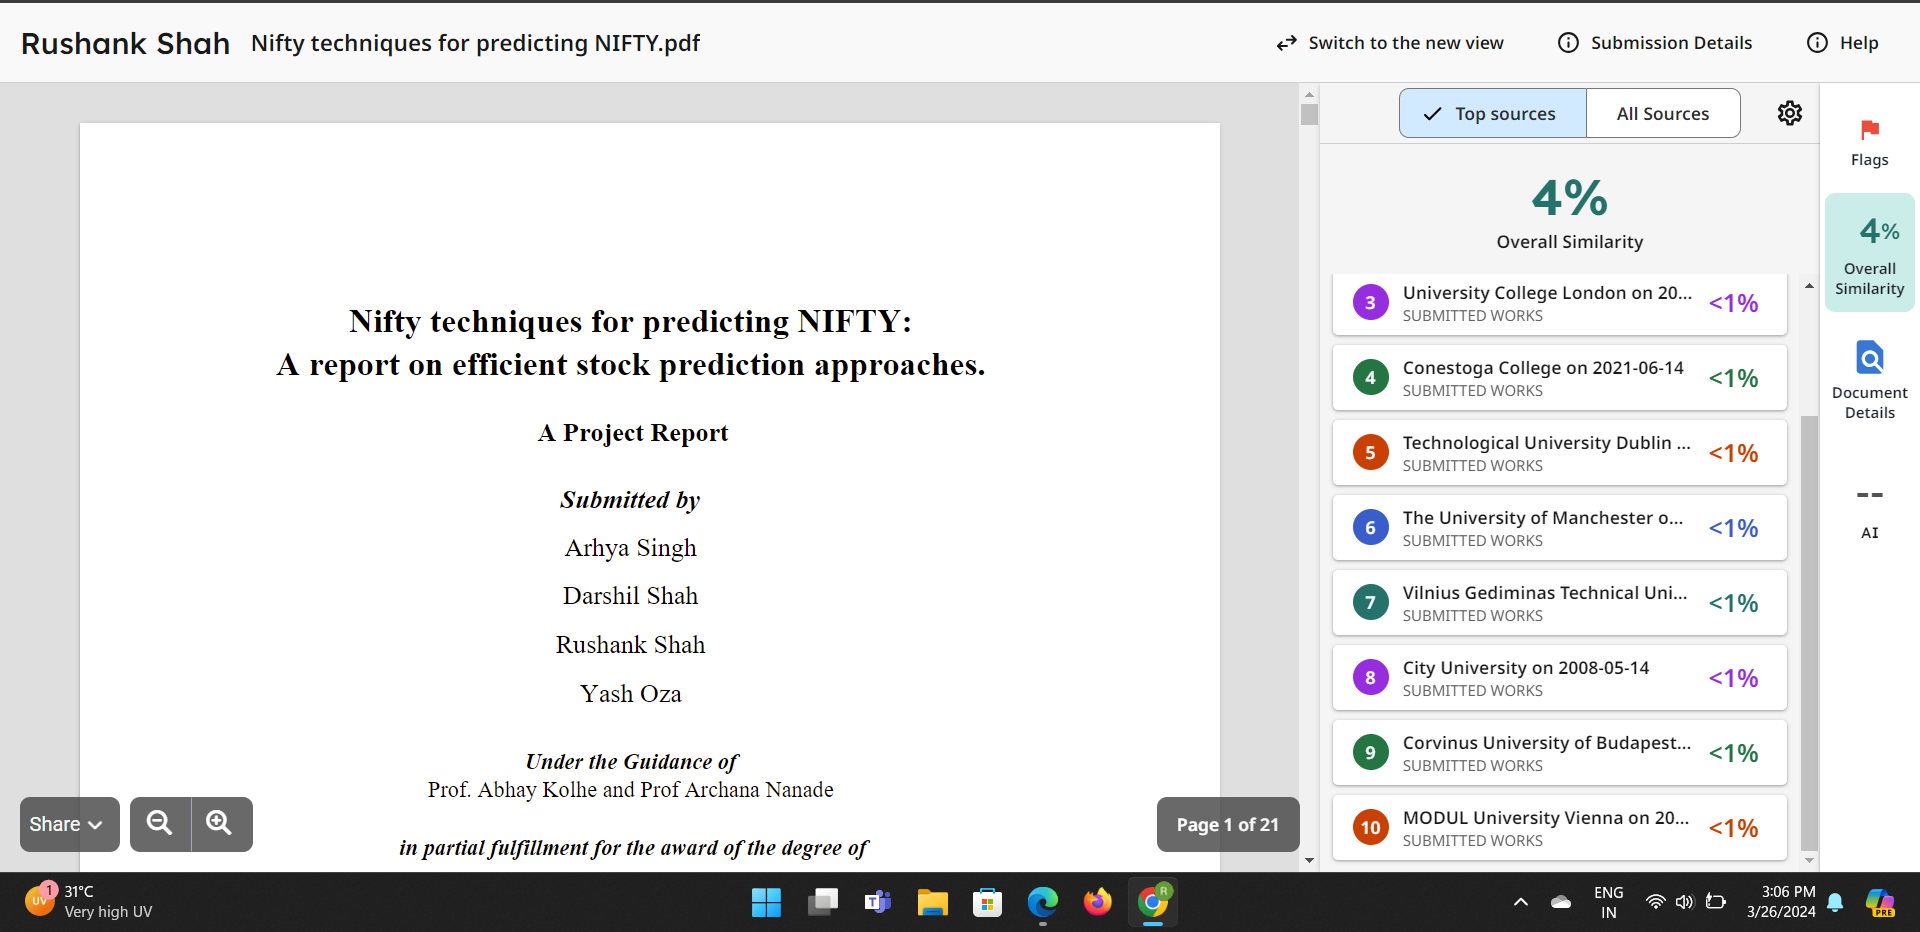 Rushank Shah Nifty techniques for predicting NIFTY.pdf
Switch to the new view
Submission Details
Help
Nifty techniques for predicting NIFTY:
A report on efficient stock prediction approaches.
A Project Report
Submitted by
Arhya Singh
Darshil Shah
Rushank Shah
Yash Oza
Under the Guidance of
Prof. Abhay Kolhe and Prof Archana Nanade
in partial fulfillment for the award of the degree of
Share
Page 1 of 21
Top sources
All Sources
4%
Overall Similarity
3 University College London on 20... <1%
SUBMITTED WORKS
4 Conestoga College on 2021-06-14 <1%
SUBMITTED WORKS
5 Technological University Dublin ... <1%
SUBMITTED WORKS
6 The University of Manchester o... <1%
SUBMITTED WORKS
7 Vilnius Gediminas Technical Uni... <1%
SUBMITTED WORKS
8 City University on 2008-05-14 <1%
SUBMITTED WORKS
9 Corvinus University of Budapest... <1%
SUBMITTED WORKS
10 MODUL University Vienna on 20... <1%
SUBMITTED WORKS
Flags
4%
Overall
Similarity
Document
Details
--
AI
UV
1
31°C
Very high UV
T
R
ENG
IN
3:06 PM
3/26/2024
PRE